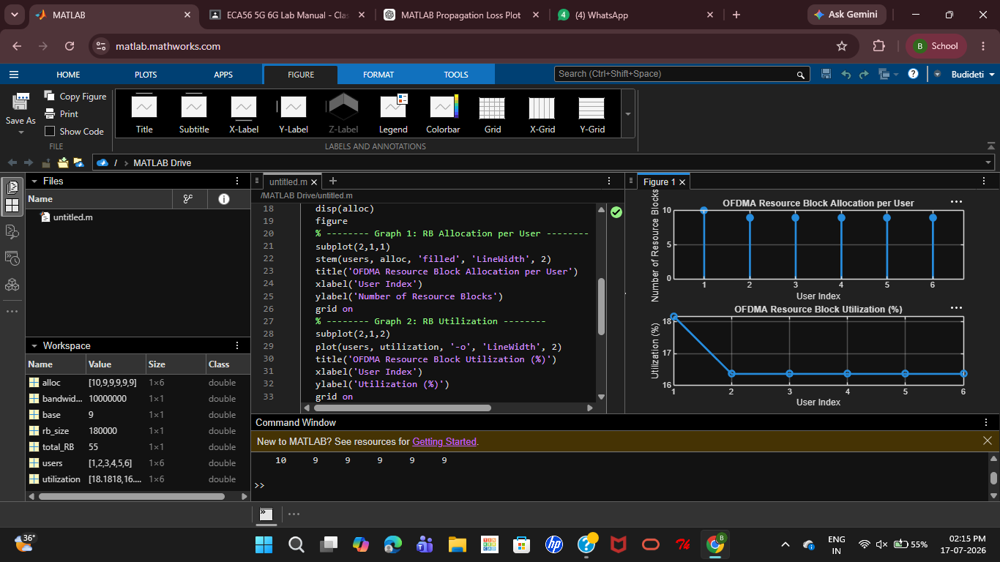 MATLAB
ECA56 5G 6G Lab Manual - Clas
MATLAB Propagation Loss Plot
4
(4) WhatsApp
Ask Gemini
matlab.mathworks.com
B
School
HOME
PLOTS
APPS
FIGURE
FORMAT
TOOLS
Search (Ctrl+Shift+Space)
Budideti
Save As
Copy Figure
Print
Show Code
FILE
Title
Subtitle
X-Label
Y-Label
Z-Label
Legend
Colorbar
Grid
X-Grid
Y-Grid
LABELS AND ANNOTATIONS
/ > MATLAB Drive
Files
Name
untitled.m
Workspace
Name Value Size Class
alloc [10,9,9,9,9,9] 1×6 double
bandwid... 10000000 1×1 double
base 9 1×1 double
rb_size 180000 1×1 double
total_RB 55 1×1 double
users [1,2,3,4,5,6] 1×6 double
utilization [18.1818,16.... 1×6 double
untitled.m
/MATLAB Drive/untitled.m
18 disp(alloc)
19 figure
20 % -------- Graph 1: RB Allocation per User --------
21 subplot(2,1,1)
22 stem(users, alloc, 'filled', 'LineWidth', 2)
23 title('OFDMA Resource Block Allocation per User')
24 xlabel('User Index')
25 ylabel('Number of Resource Blocks')
26 grid on
27 % -------- Graph 2: RB Utilization --------
28 subplot(2,1,2)
29 plot(users, utilization, '-o', 'LineWidth', 2)
30 title('OFDMA Resource Block Utilization (%)')
31 xlabel('User Index')
32 ylabel('Utilization (%)')
33 grid on
Figure 1
OFDMA Resource Block Allocation per User
Number of Resource Blocks
10
5
0
1 2 3 4 5 6
User Index
OFDMA Resource Block Utilization (%)
Utilization (%)
18
17
16
1 2 3 4 5 6
User Index
Command Window
New to MATLAB? See resources for Getting Started.
10 9 9 9 9 9
>>
36°
ENG
IN
55%
02:15 PM
17-07-2026